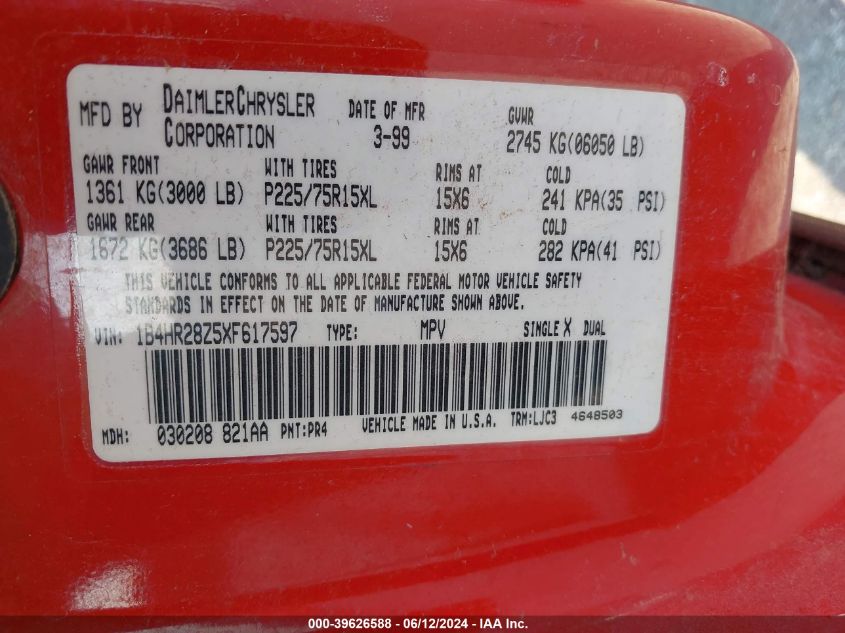 MFD BY DAIMLERCHRYSLER CORPORATION DATE OF MFR 3-99 GVWR 2745 KG(06050 LB)
GAWR FRONT WITH TIRES RIMS AT COLD
1361 KG(3000 LB) P225/75R15XL 15X6 241 KPA(35 PSI)
GAWR REAR WITH TIRES RIMS AT COLD
1672 KG(3686 LB) P225/75R15XL 15X6 282 KPA(41 PSI)
THIS VEHICLE CONFORMS TO ALL APPLICABLE FEDERAL MOTOR VEHICLE SAFETY
STANDARDS IN EFFECT ON THE DATE OF MANUFACTURE SHOWN ABOVE.
VIN: 1B4HR28Z5XF617597 TYPE: MPV SINGLE X DUAL
MDH: 030208 821AA PNT:PR4 VEHICLE MADE IN U.S.A. TRM:LJC3 4648503
000-39626588 - 06/12/2024 - U.S. - IAAI.com